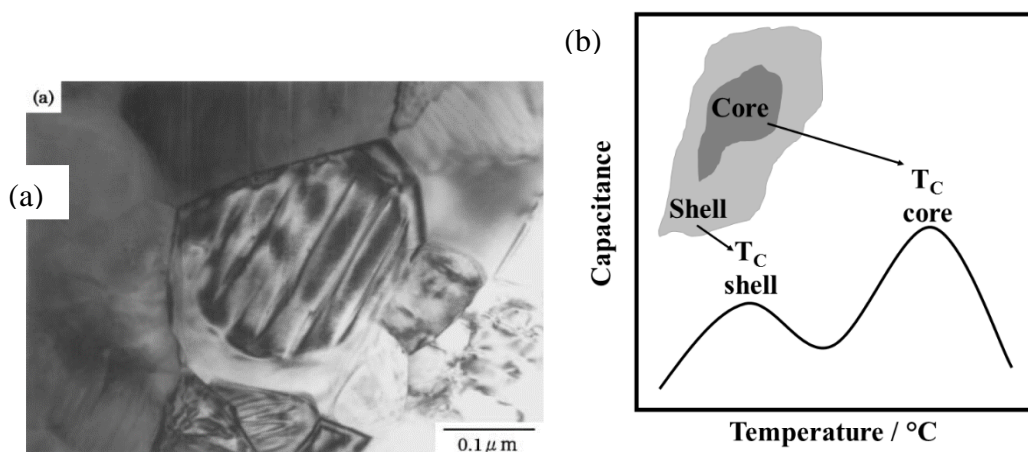 (a)
(a)
0.1 μm
(b)
Capacitance
Core
Shell
T_C
shell
T_C
core
Temperature / °C